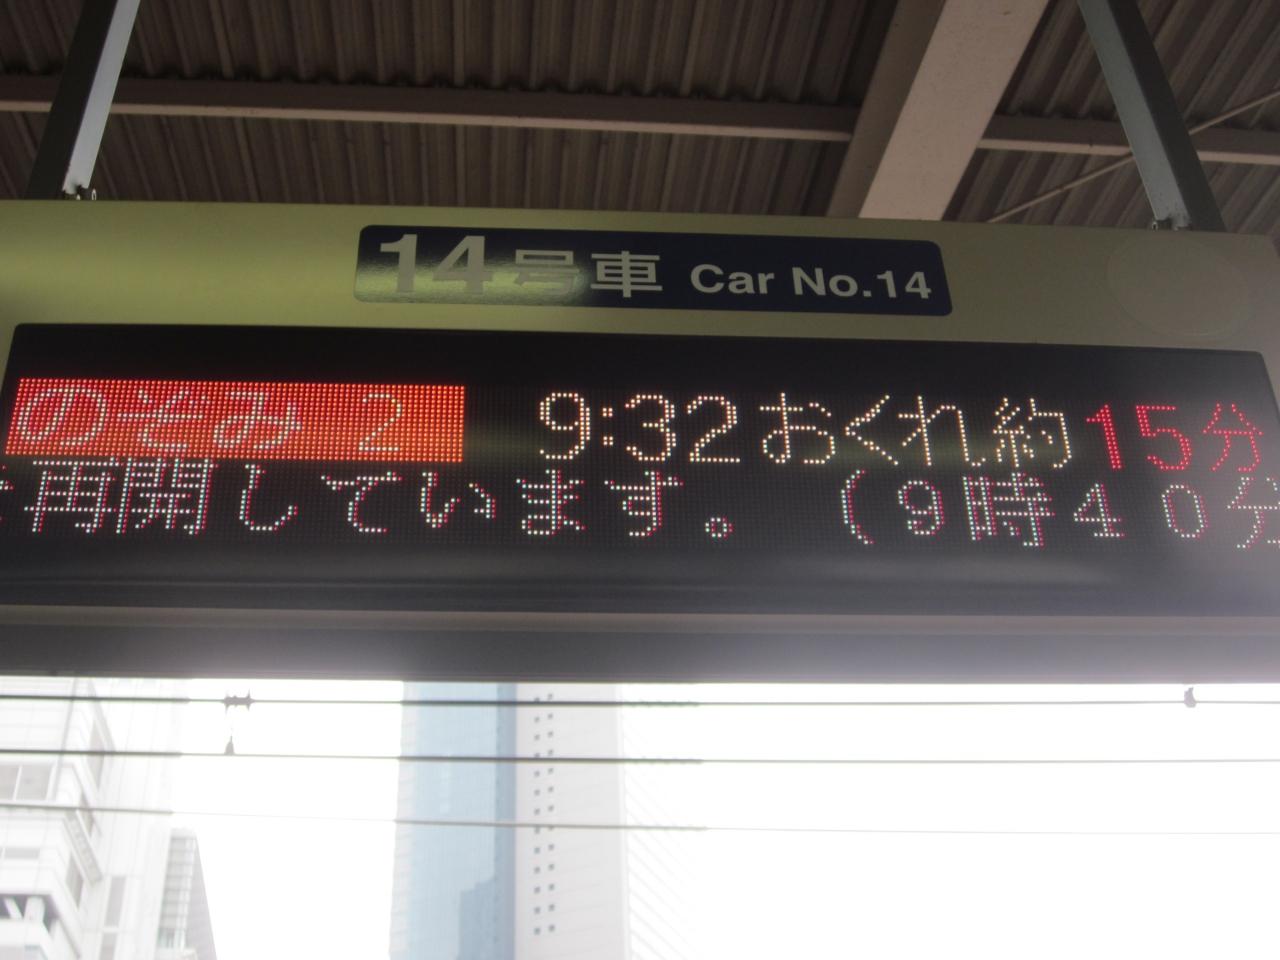 14号車 Car No.14
のぞみ 2 9:32おくれ約15分
再開しています。(9時40分